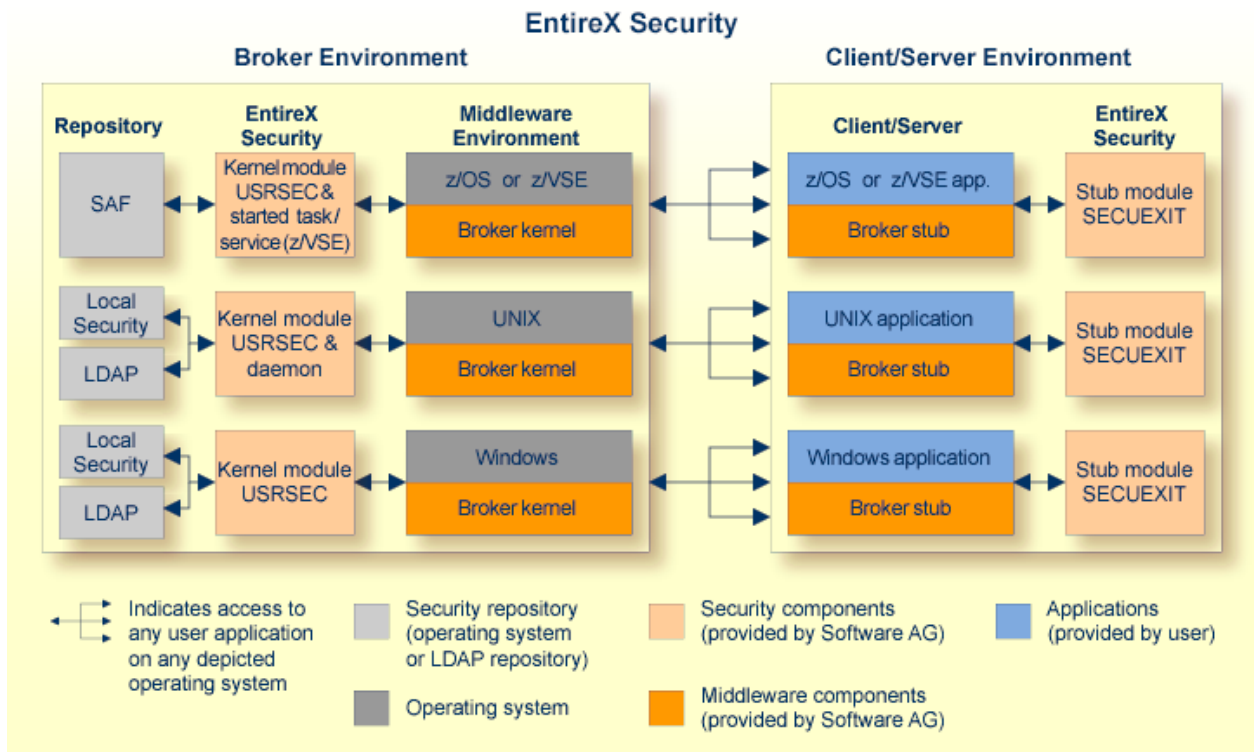 EntireX Security
Broker Environment
Client/Server Environment
Repository
EntireX
Security
Middleware
Environment
Client/Server
EntireX
Security
SAF
Kernel module
USRSEC &
started task/
service (z/VSE)
z/OS or z/VSE
Broker kernel
z/OS or z/VSE app.
Broker stub
Stub module
SECUEXIT
Local
Security
LDAP
Kernel module
USRSEC &
daemon
UNIX
Broker kernel
UNIX application
Broker stub
Stub module
SECUEXIT
Local
Security
LDAP
Kernel module
USRSEC
Windows
Broker kernel
Windows application
Broker stub
Stub module
SECUEXIT
Indicates access to
any user application
on any depicted
operating system
Security repository
(operating system
or LDAP repository)
Operating system
Security components
(provided by Software AG)
Middleware components
(provided by Software AG)
Applications
(provided by user)